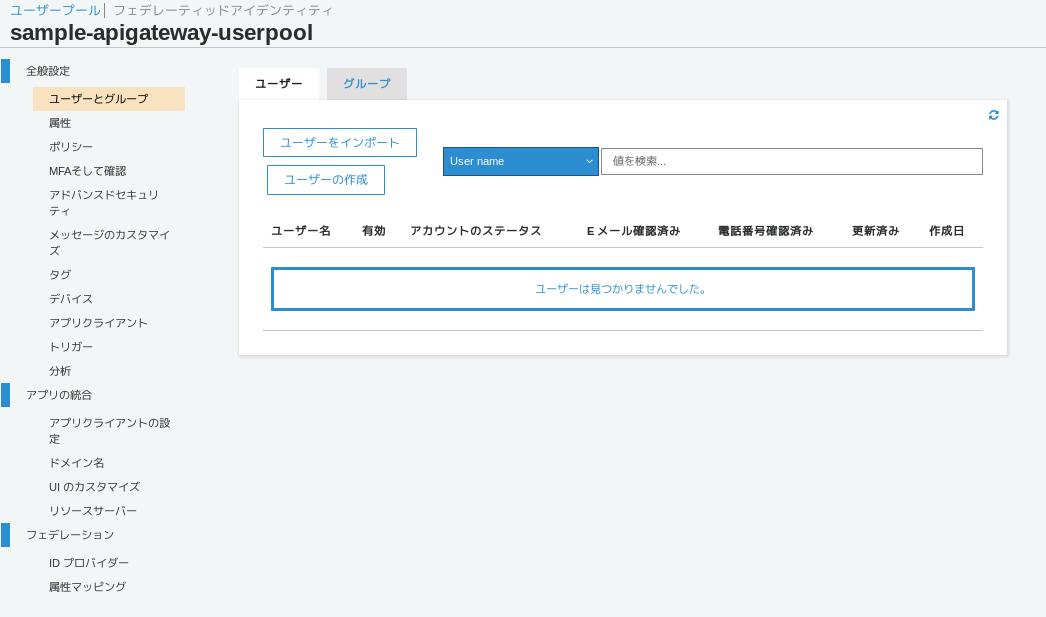 ユーザープール | フェデレーティッドアイデンティティ
sample-apigateway-userpool
全般設定
ユーザーとグループ
属性
ポリシー
MFAそして確認
アドバンスドセキュリ
ティ
メッセージのカスタマイ
ズ
タグ
デバイス
アプリクライアント
トリガー
分析
アプリの統合
アプリクライアントの設
定
ドメイン名
UI のカスタマイズ
リソースサーバー
フェデレーション
ID プロバイダー
属性マッピング
ユーザー グループ
ユーザーをインポート
ユーザーの作成
User name 値を検索...
ユーザー名 有効 アカウントのステータス E メール確認済み 電話番号確認済み 更新済み 作成日
ユーザーは見つかりませんでした。